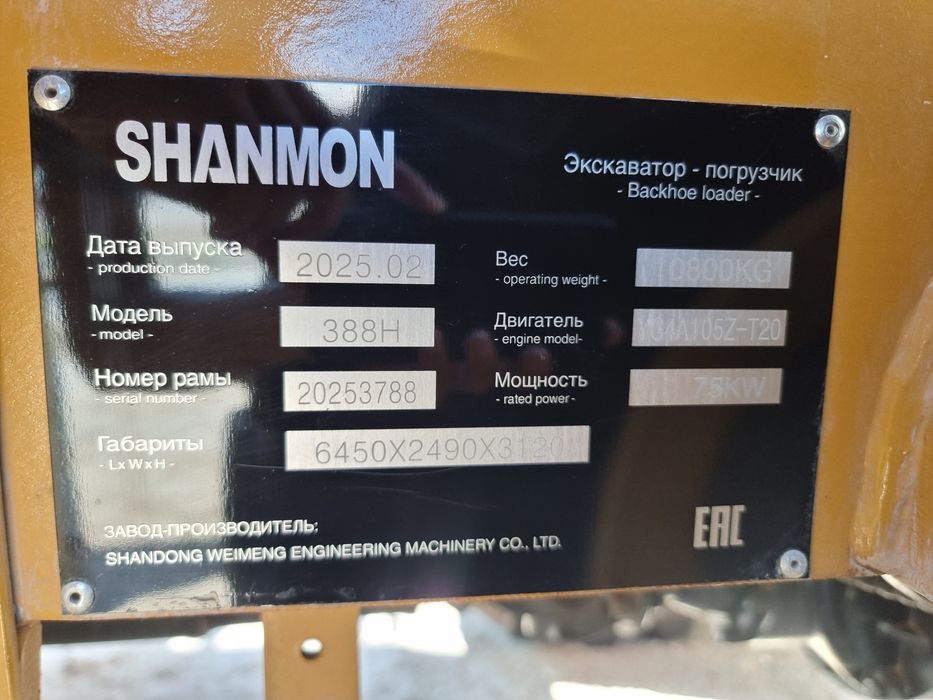 SHANMON
Экскаватор - погрузчик
- Backhoe loader -
Дата выпуска
- production date -
2025.02
Вес
- operating weight -
10800KG
Модель
- model -
388H
Двигатель
- engine model-
Номер рамы
- serial number -
20253788
Мощность
- rated power -
75KW
Габариты
- LxWxH -
6450X2490X3120
ЗАВОД-ПРОИЗВОДИТЕЛЬ:
SHANDONG WEIMENG ENGINEERING MACHINERY CO., LTD.
EAC